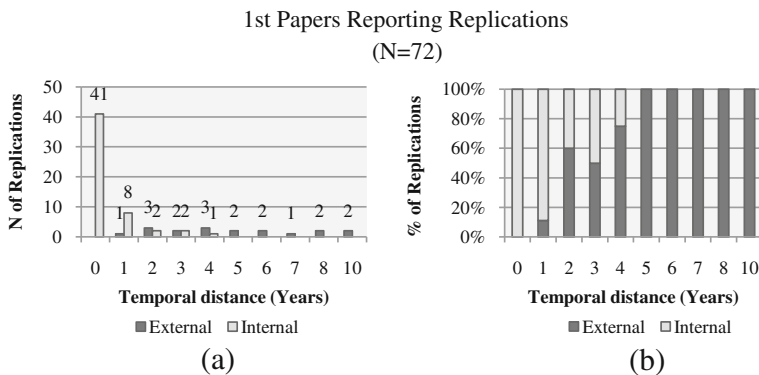 1st Papers Reporting Replications
(N=72)
N of Replications
50
40
30
20
10
0
41
1
8
3
2
2
2
3
1
2
2
1
2
2
0 1 2 3 4 5 6 7 8 10
Temporal distance (Years)
External Internal
(a)
% of Replications
100%
80%
60%
40%
20%
0%
0 1 2 3 4 5 6 7 8 10
Temporal distance (Years)
External Internal
(b)